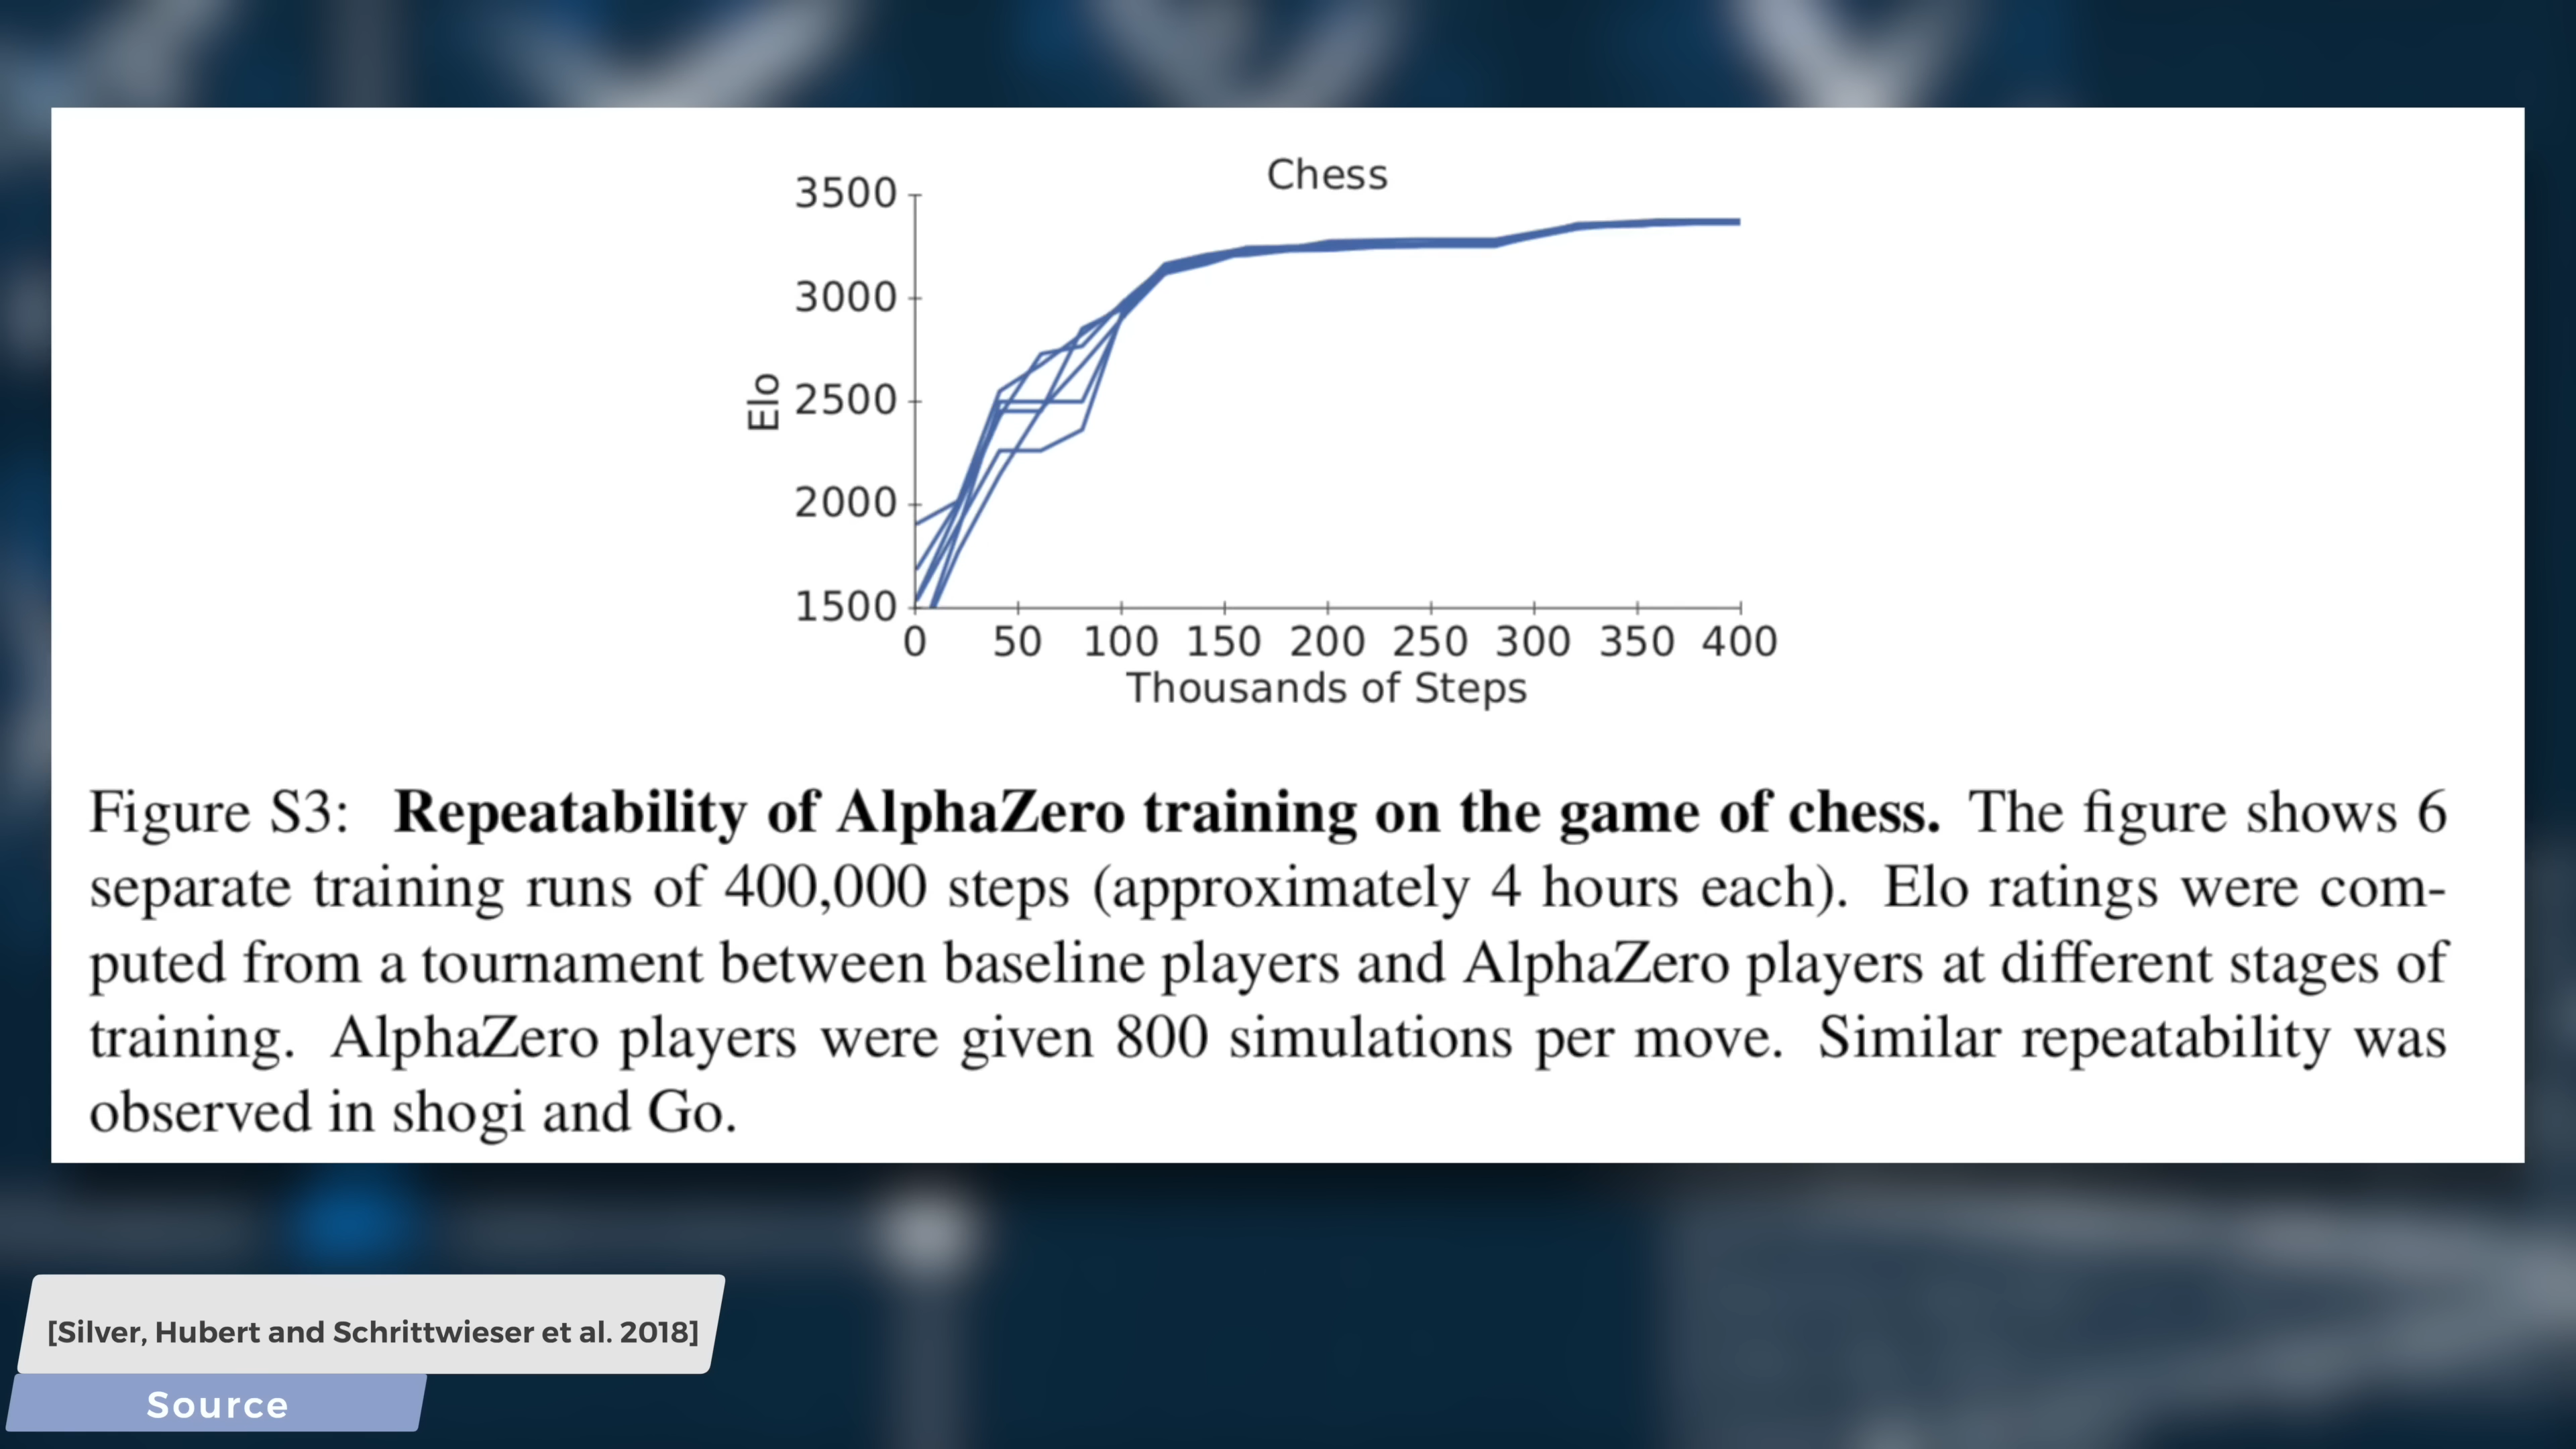 Chess
3500
3000
2500
2000
1500
Elo
0 50 100 150 200 250 300 350 400
Thousands of Steps
Figure S3: Repeatability of AlphaZero training on the game of chess. The figure shows 6
separate training runs of 400,000 steps (approximately 4 hours each). Elo ratings were com-
puted from a tournament between baseline players and AlphaZero players at different stages of
training. AlphaZero players were given 800 simulations per move. Similar repeatability was
observed in shogi and Go.
[Silver, Hubert and Schrittwieser et al. 2018]
Source